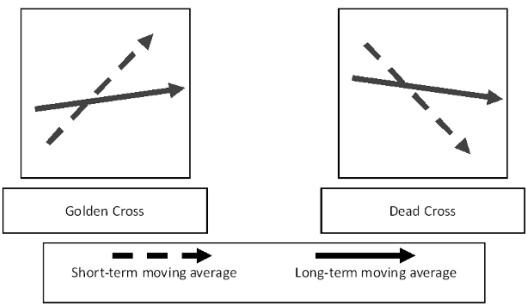 Golden Cross
Dead Cross
Short-term moving average
Long-term moving average